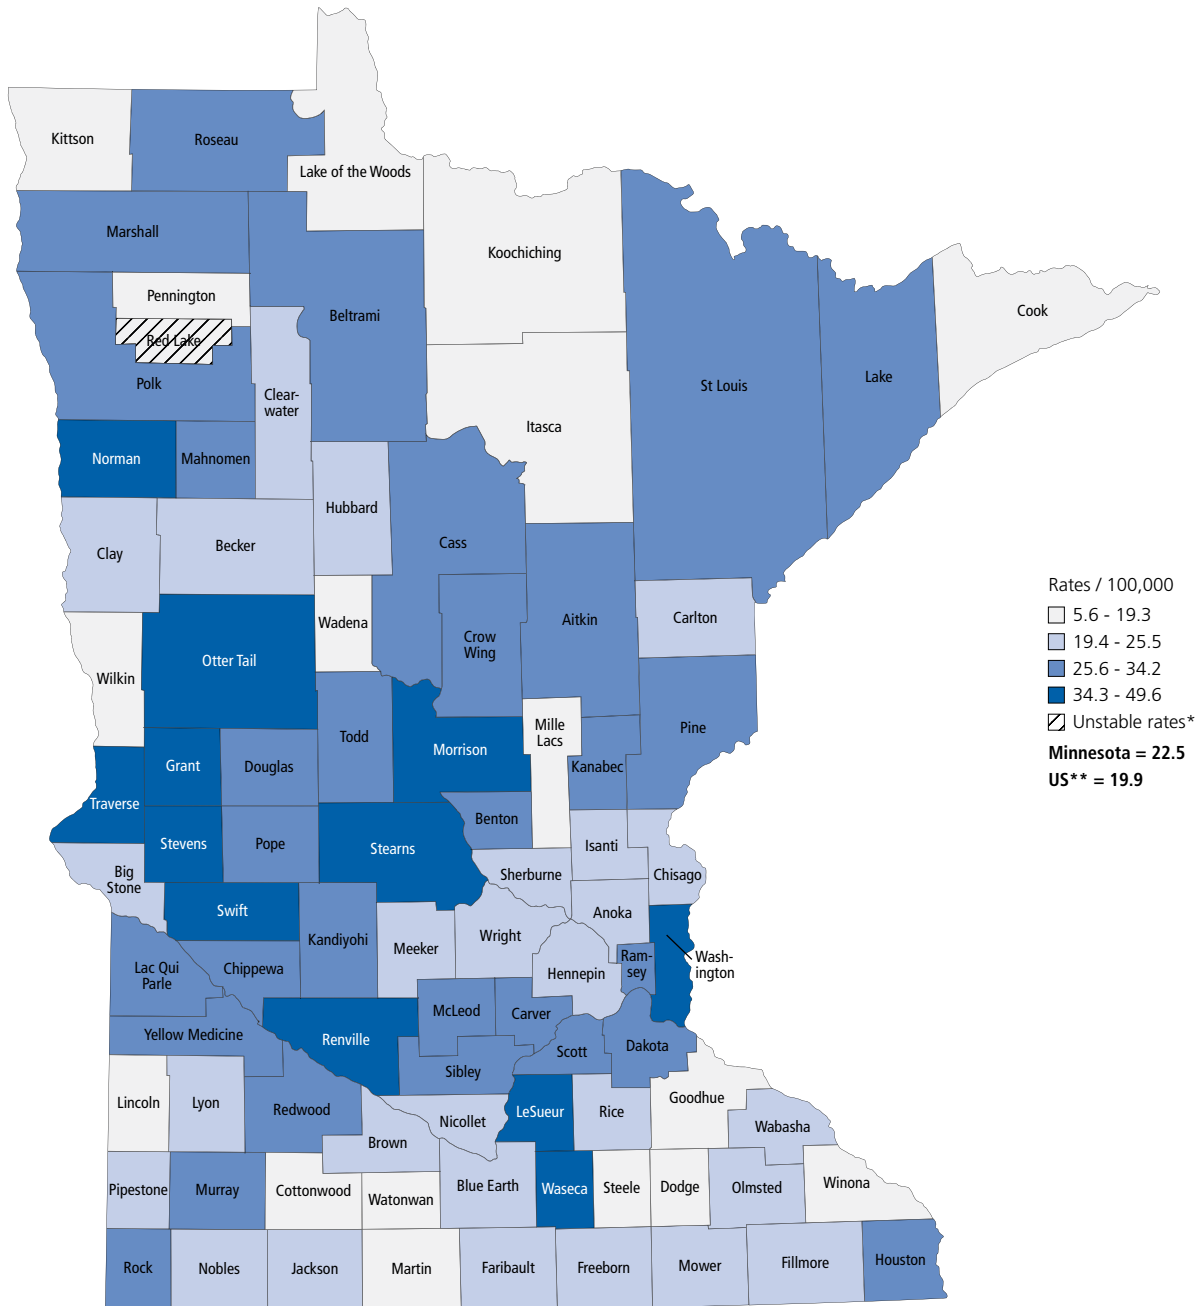 Kittson
Roseau
Lake of the Woods
Marshall
Koochiching
Pennington
Beltrami
Cook
Red Lake
Polk
St Louis
Lake
Clear-
water
Itasca
Norman
Mahnomen
Hubbard
Clay
Becker
Cass
Rates / 100,000
5.6 - 19.3
19.4 - 25.5
25.6 - 34.2
34.3 - 49.6
Unstable rates*
Minnesota = 22.5
US** = 19.9
Wadena
Aitkin
Carlton
Crow
Wing
Otter Tail
Wilkin
Mille
Lacs
Pine
Todd
Morrison
Grant
Douglas
Kanabec
Traverse
Benton
Stevens
Pope
Stearns
Isanti
Big
Stone
Sherburne
Chisago
Swift
Anoka
Kandiyohi
Meeker
Wright
Lac Qui
Parle
Chippewa
Hennepin
Ram-
sey
Wash-
ington
McLeod
Carver
Yellow Medicine
Renville
Scott
Dakota
Sibley
Lincoln
Lyon
Redwood
Nicollet
LeSueur
Rice
Goodhue
Wabasha
Brown
Pipestone
Murray
Cottonwood
Watonwan
Blue Earth
Waseca
Steele
Dodge
Olmsted
Winona
Rock
Nobles
Jackson
Martin
Faribault
Freeborn
Mower
Fillmore
Houston